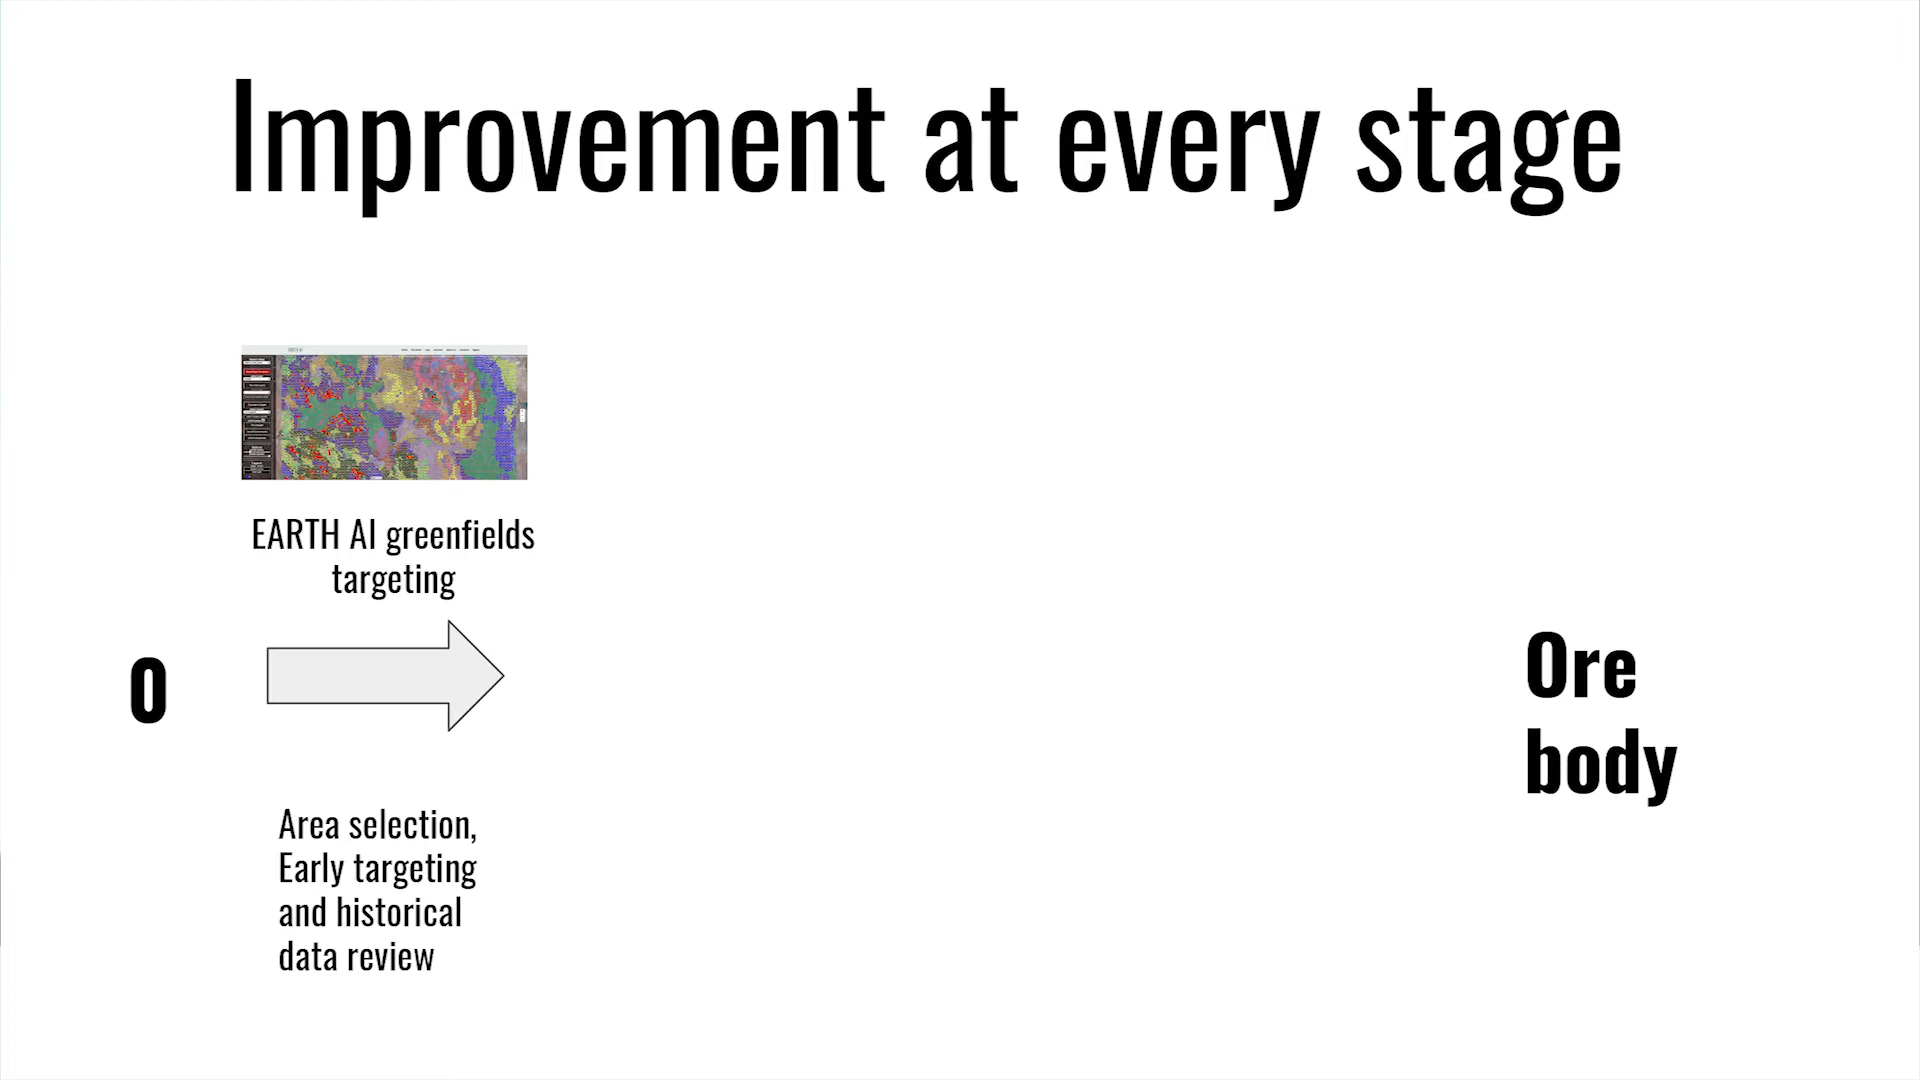 Improvement at every stage
EARTH AI greenfields
targeting
0
Ore
body
Area selection,
Early targeting
and historical
data review